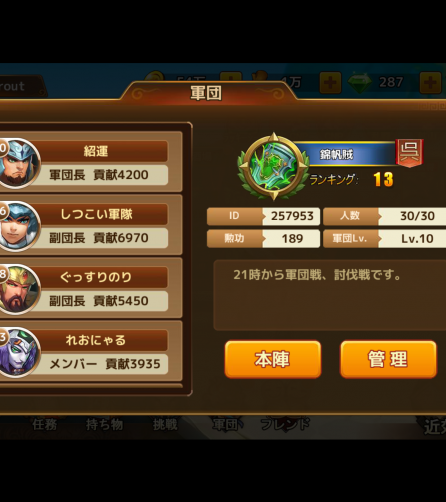 rout
軍団
1万
287
紹運
軍団長 貢献4200
しつこい軍隊
副団長 貢献6970
ぐっすりのり
副団長 貢献5450
れおにゃる
メンバー 貢献3935
錦帆賊
呉
ランキング: 13
ID 257953 人数 30/30
勲功 189 軍団Lv. Lv.10
21時から軍団戦、討伐戦です。
本陣 管理
任務 持ち物 挑戦 軍団 フレンド